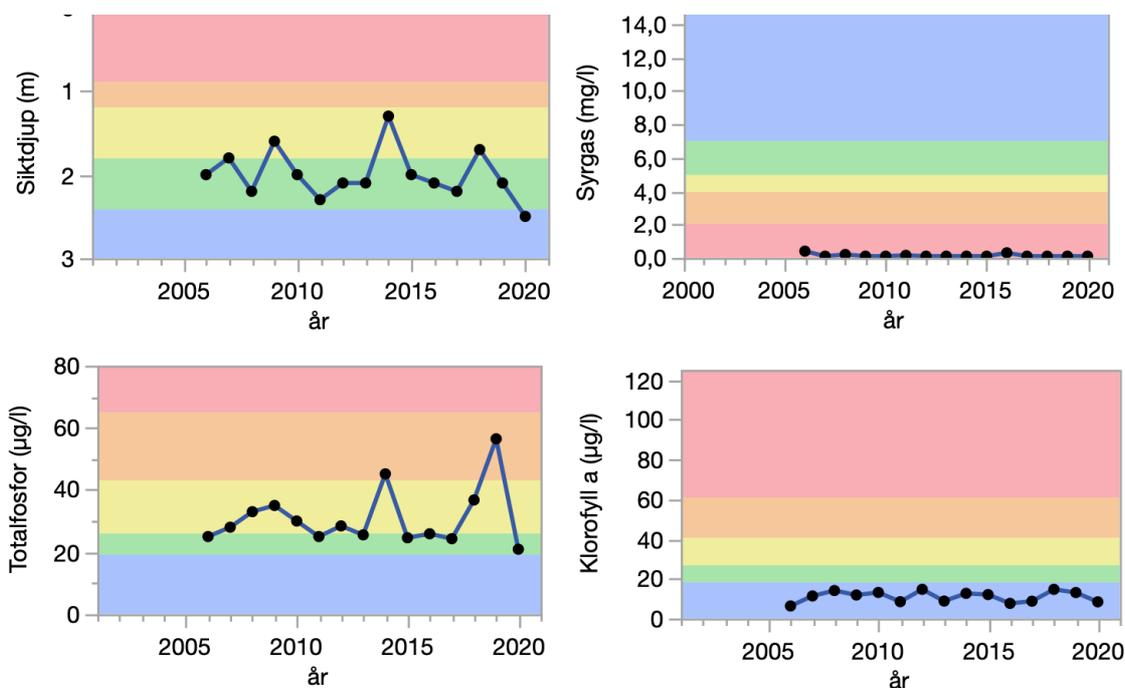 Siktdjup (m)
1
2
3
2005 2010 2015 2020
år
Syrgas (mg/l)
14,0
12,0
10,0
8,0
6,0
4,0
2,0
0,0
2000 2005 2010 2015 2020
år
Totalfosfor (µg/l)
80
60
40
20
0
2005 2010 2015 2020
år
Klorofyll a (µg/l)
120
100
80
60
40
20
0
2005 2010 2015 2020
år